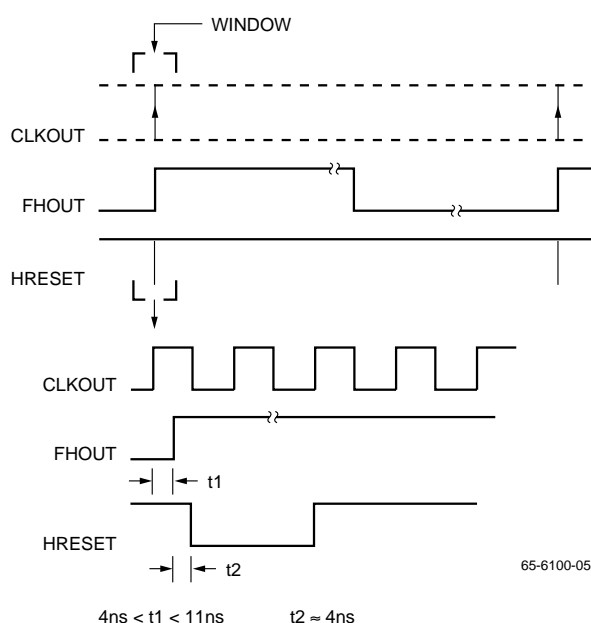 WINDOW
CLKOUT
FHOUT
HRESET
CLKOUT
FHOUT
t1
HRESET
t2
65-6100-05
4ns < t1 < 11ns t2 ≈ 4ns